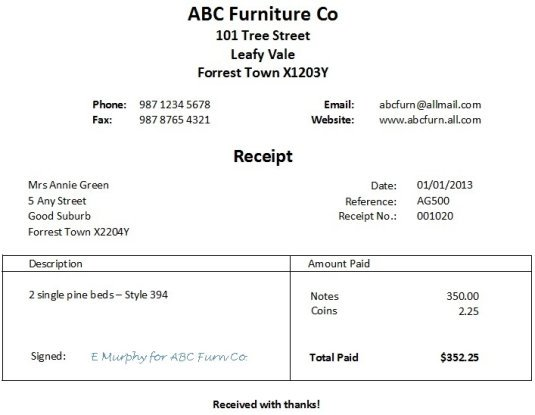 ABC Furniture Co
101 Tree Street
Leafy Vale
Forrest Town X1203Y
Phone: 987 1234 5678 Email: abcfurn@allmail.com
Fax: 987 8765 4321 Website: www.abcfurn.all.com
Receipt
Mrs Annie Green Date: 01/01/2013
5 Any Street Reference: AG500
Good Suburb Receipt No.: 001020
Forrest Town X2204Y
Description Amount Paid
2 single pine beds – Style 394 Notes 350.00
Coins 2.25
Signed: E Murphy for ABC Furn Co. Total Paid $352.25
Received with thanks!